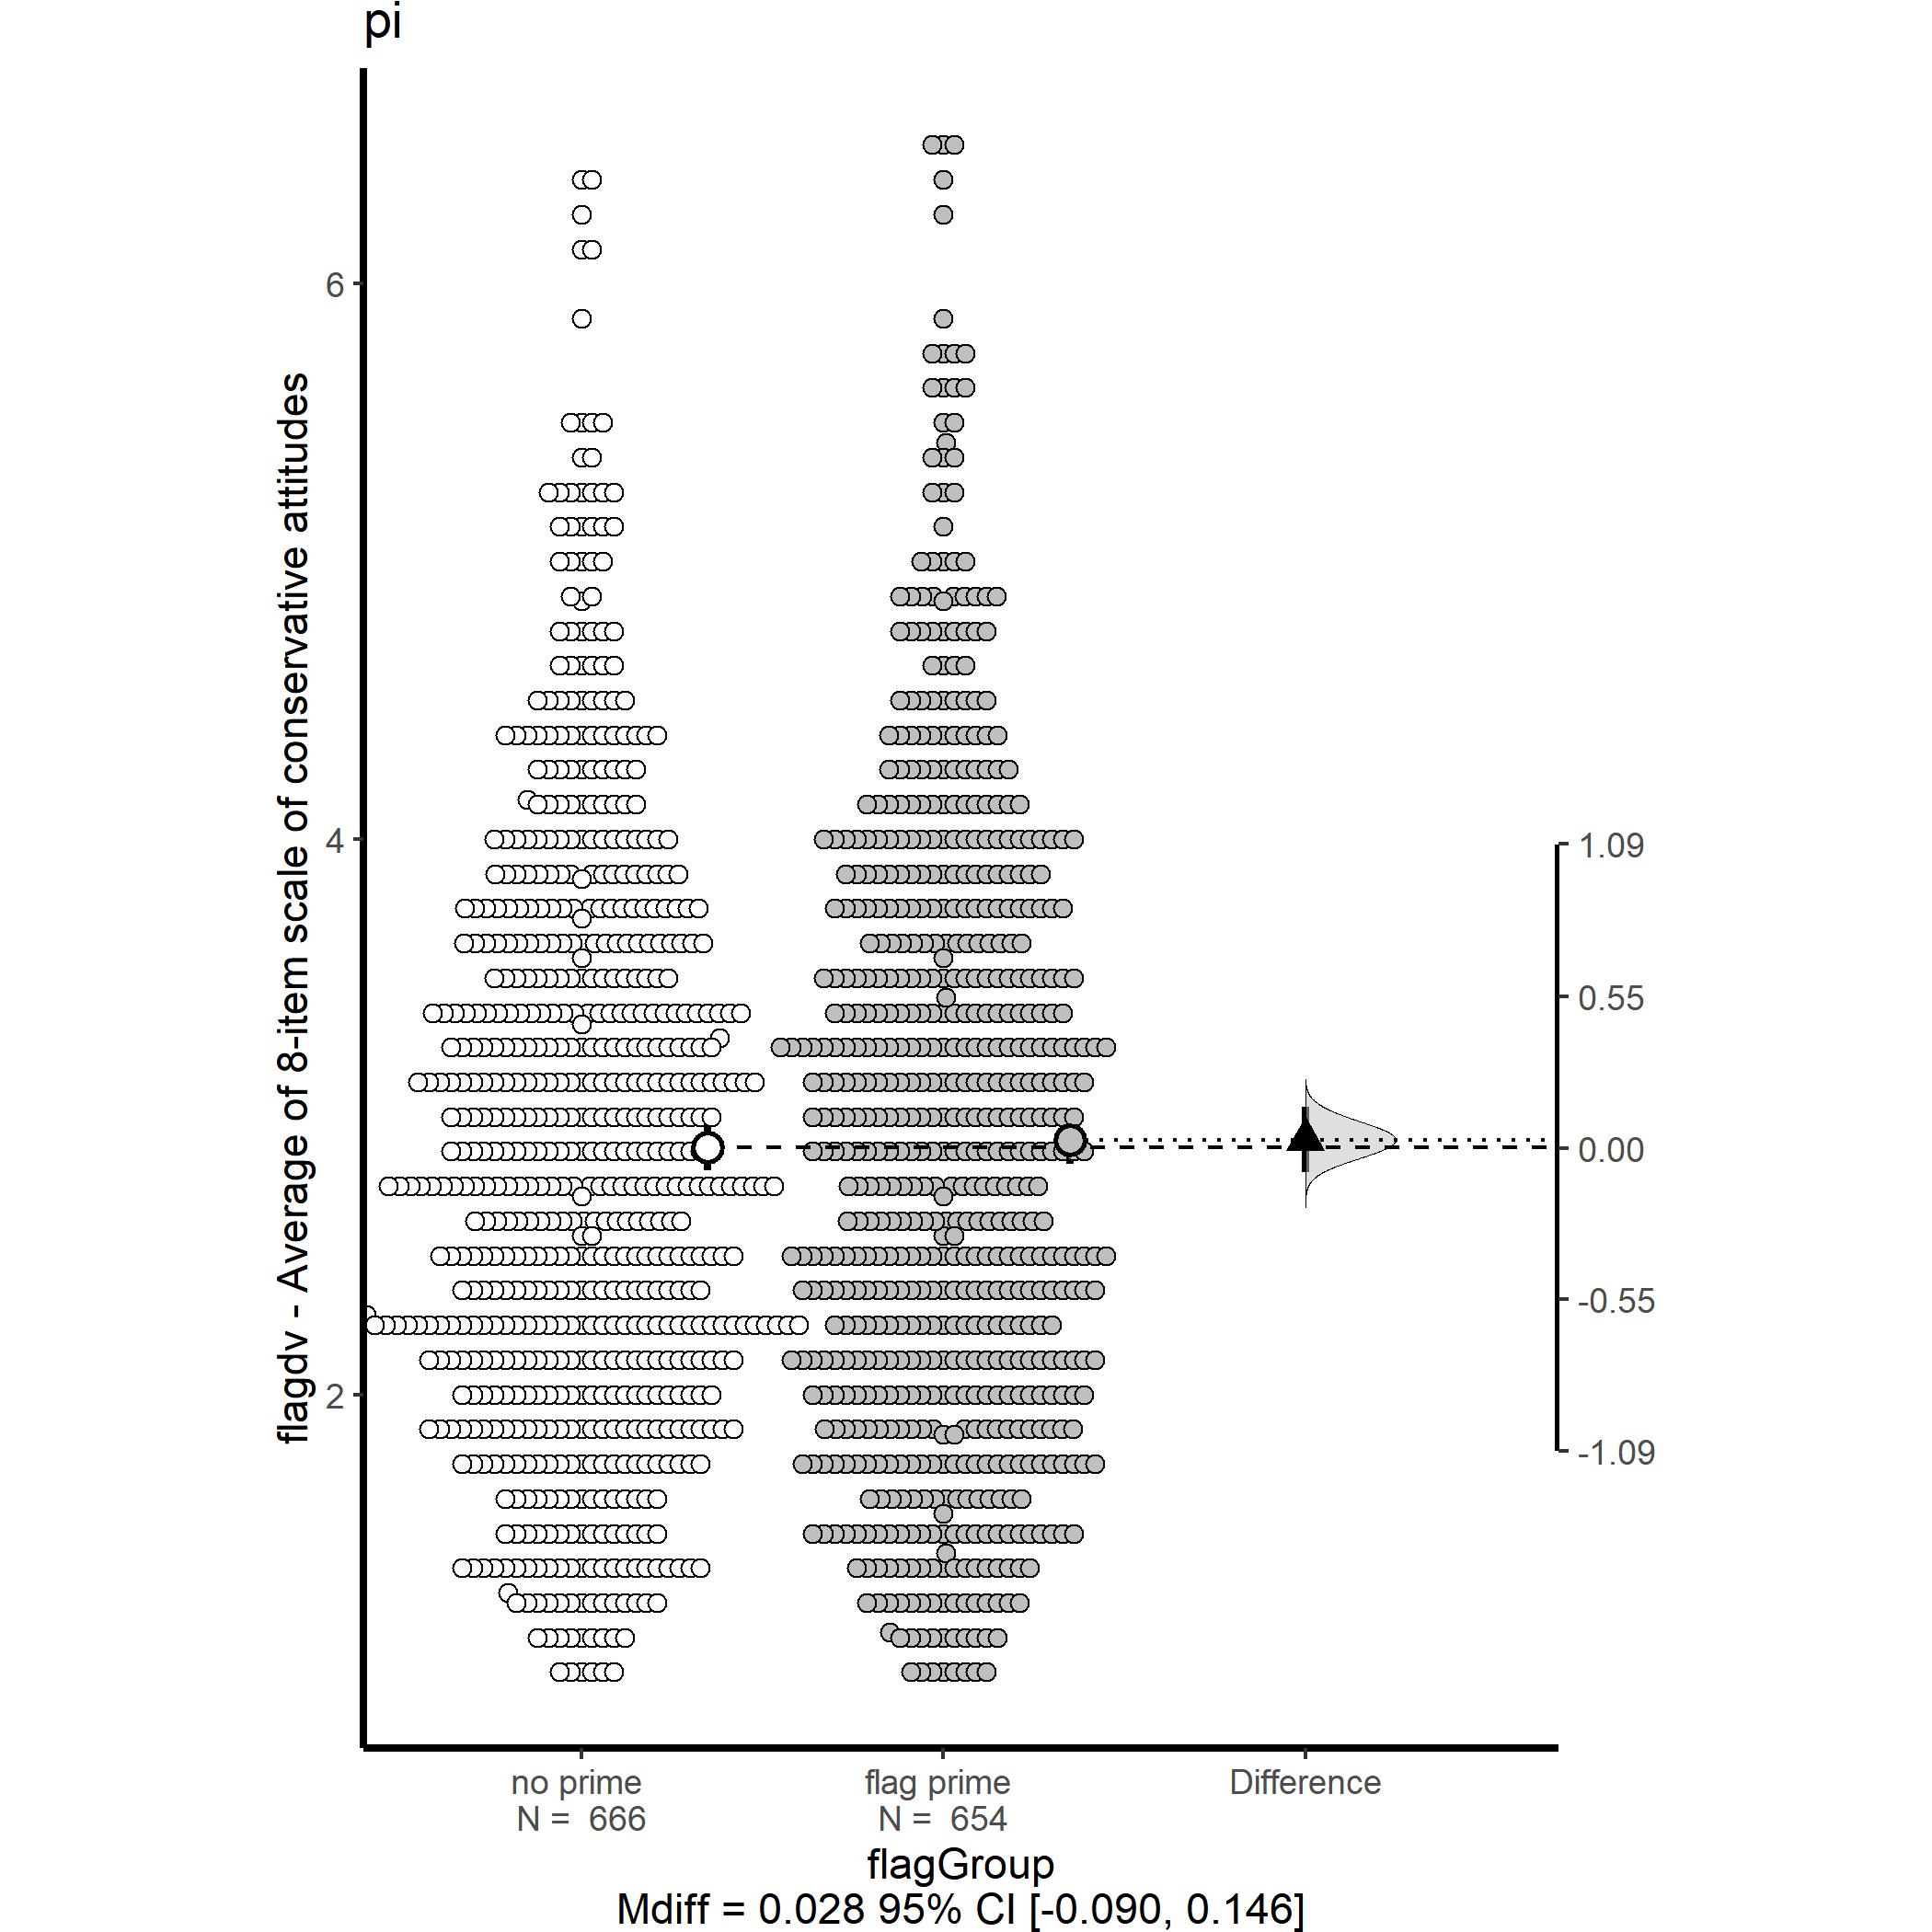 pi
flagdv - Average of 8-item scale of conservative attitudes
6
4
2
1.09
0.55
0.00
-0.55
-1.09
no prime
N =  666
flag prime
N =  654
Difference
flagGroup
Mdiff = 0.028 95% CI [-0.090, 0.146]